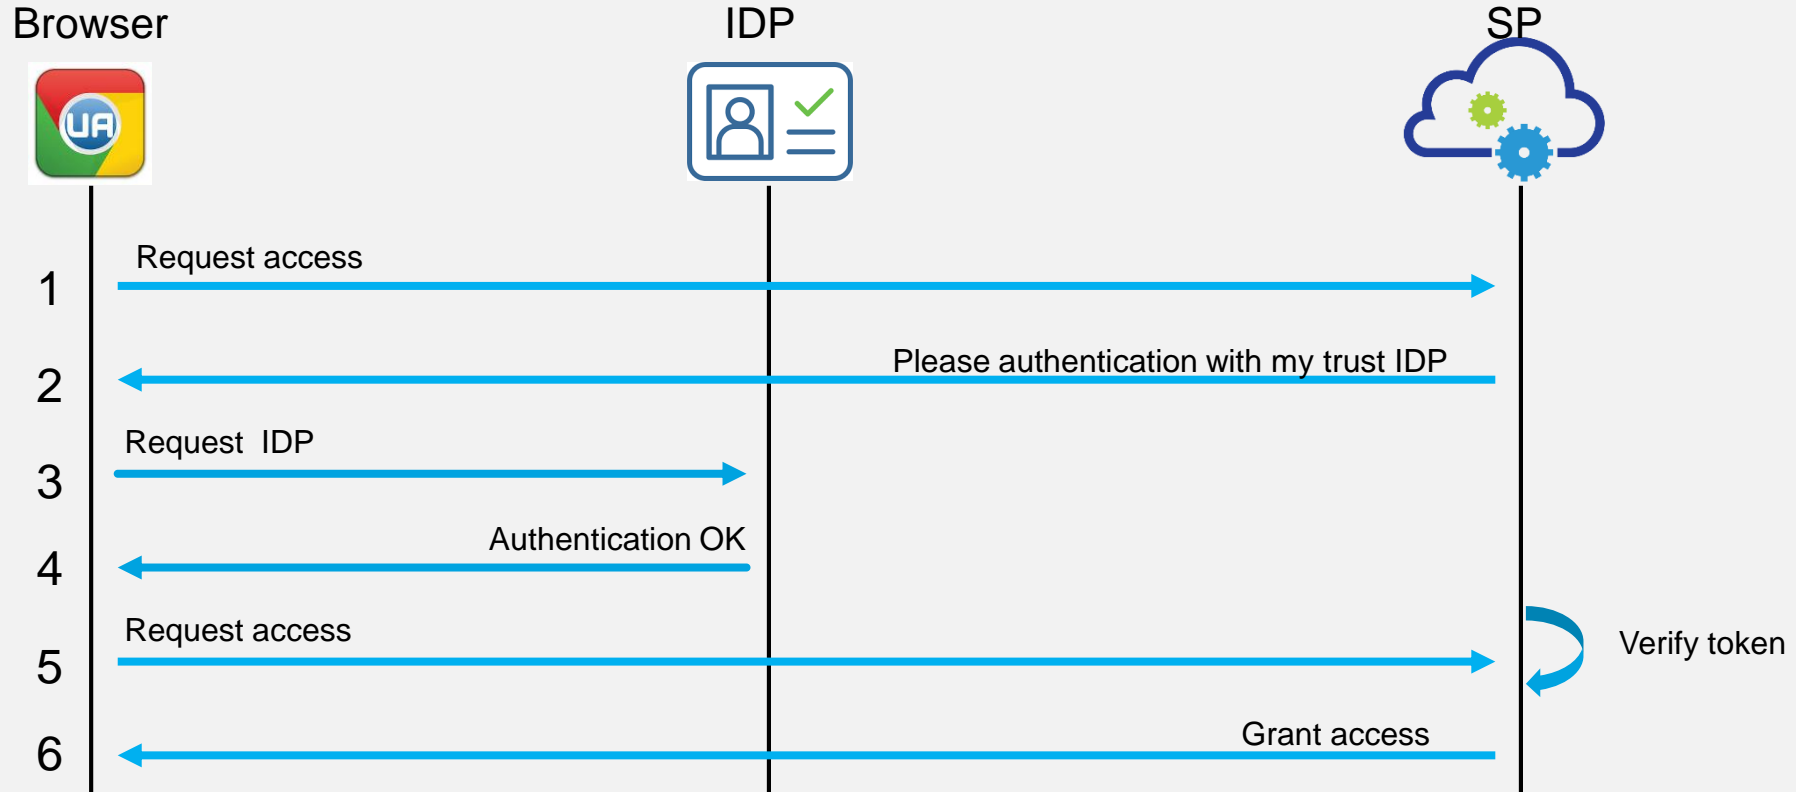 Browser
IDP
SP
UA
Request access
1
Please authentication with my trust IDP
2
Request  IDP
3
Authentication OK
4
Request access
5
Verify token
Grant access
6